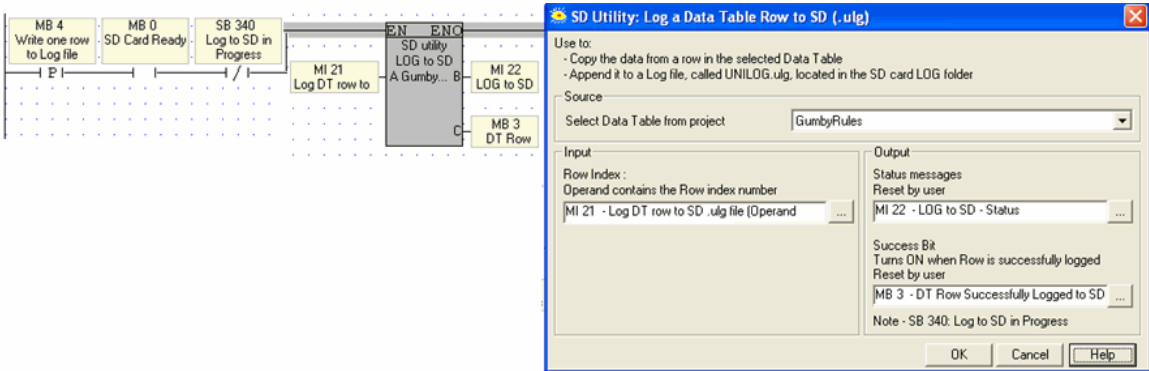 MB 4
Write one row
to Log file
P
MB 0
SD Card Ready
SB 340
Log to SD in
Progress
EN ENO
SD utility
LOG to SD
A Gumby... B
C
MI 21
Log DT row to
MI 22
LOG to SD
MB 3
DT Row
SD Utility: Log a Data Table Row to SD (.ulg)
Use to:
- Copy the data from a row in the selected Data Table
- Append it to a Log file, called UNILOG.ulg, located in the SD card LOG folder
Source
Select Data Table from project
GumbyRules
Input
Row Index :
Operand contains the Row index number
MI 21 - Log DT row to SD .ulg file (Operand
...
Output
Status messages
Reset by user
MI 22 - LOG to SD - Status
...
Success Bit
Turns ON when Row is successfully logged
Reset by user
MB 3 - DT Row Successfully Logged to SD
...
Note - SB 340: Log to SD in Progress
OK
Cancel
Help